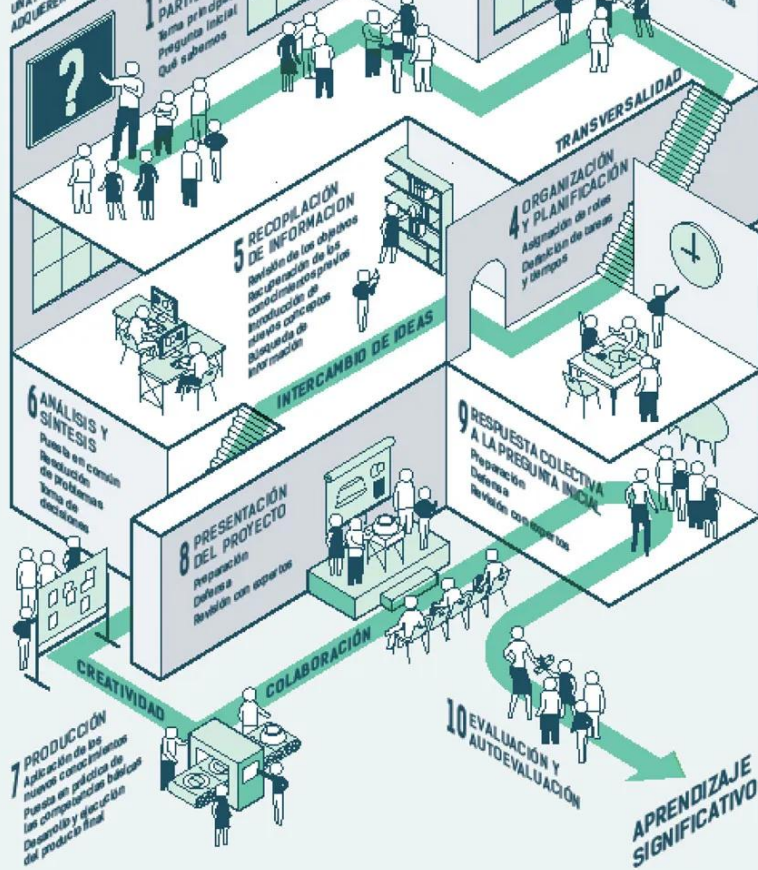 ADQUIEREN
1
Tema principal
Pregunta inicial
Qué sabemos
?
TRANSVERSALIDAD
4 ORGANIZACIÓN
Y PLANIFICACIÓN
Asignación de roles
Definición de tareas
y tiempos
5 RECOPILACIÓN
DE INFORMACION
Revisión de los objetivos
Recuperación de los
conocimientos previos
Introducción de
nuevos conceptos
Búsqueda de
información
INTERCAMBIO DE IDEAS
6 ANÁLISIS Y
SÍNTESIS
Puesta en común
Resolución
de problemas
Toma de
decisiones
7 PRODUCCIÓN
Aplicación de los
nuevos conocimientos
Puesta en práctica de
las competencias básicas
Desarrollo y ejecución
del producto final
CREATIVIDAD
8 PRESENTACIÓN
DEL PROYECTO
Preparación
Defensa
Revisión con expertos
COLABORACIÓN
9 RESPUESTA COLECTIVA
A LA PREGUNTA INICIAL
Preparación
Defensa
Revisión con expertos
10 EVALUACIÓN Y
AUTOEVALUACIÓN
APRENDIZAJE
SIGNIFICATIVO